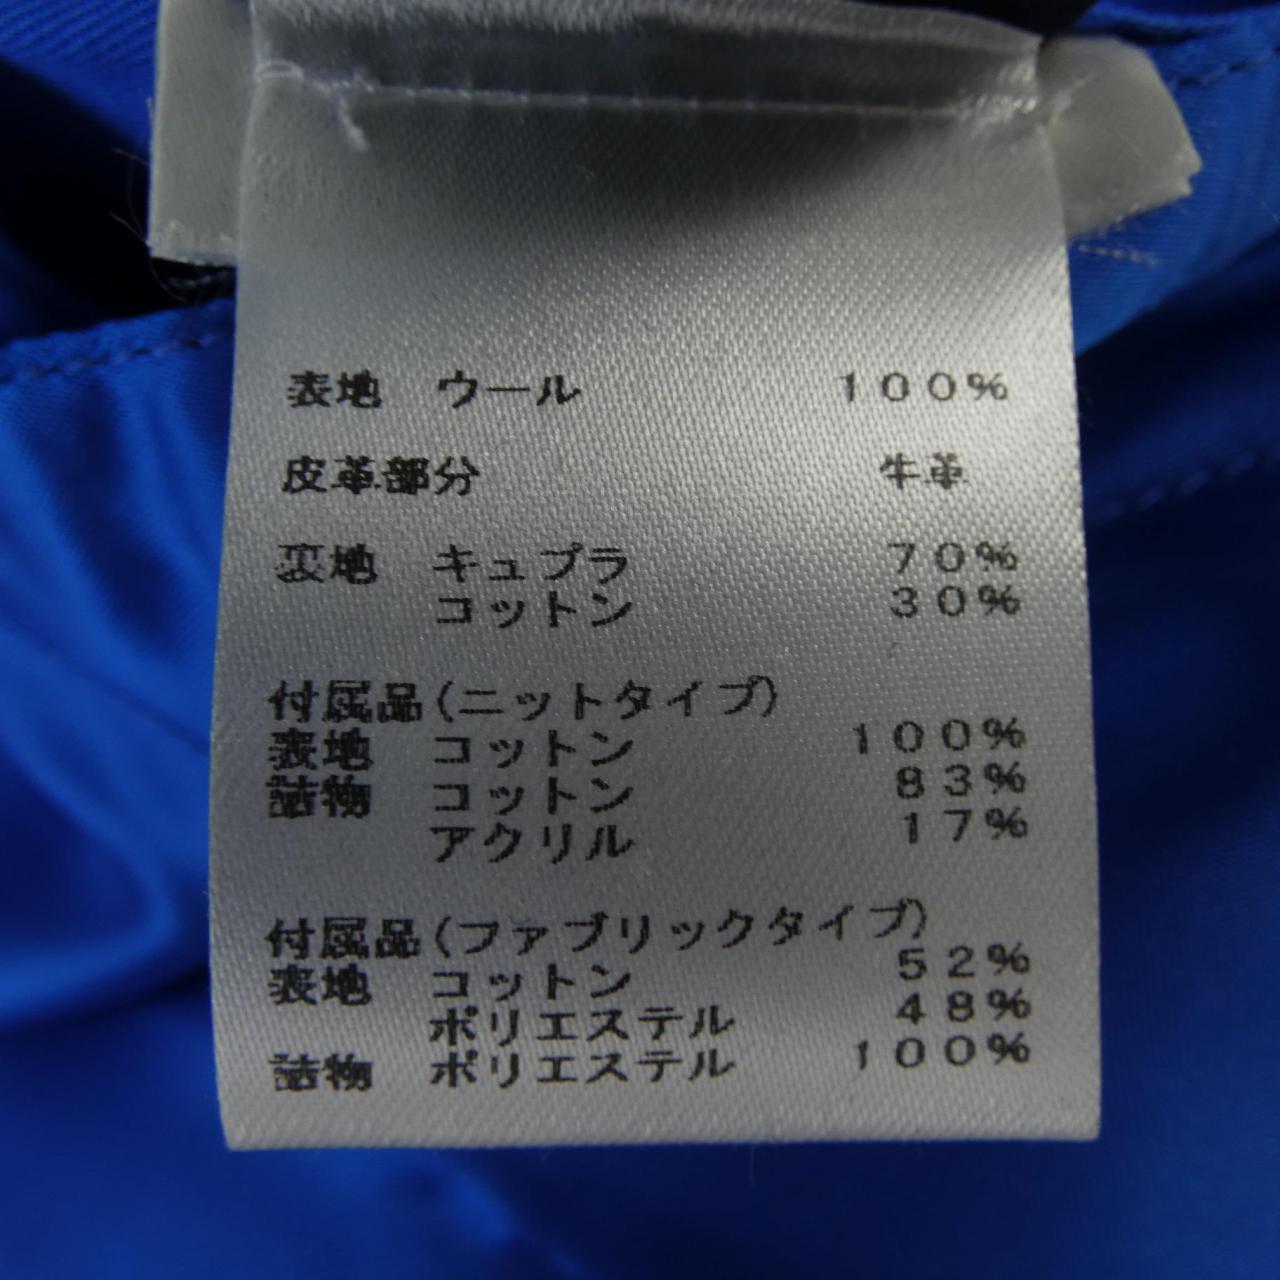 表地 ウール 100%
皮革部分 牛革
裏地 キュプラ 70%
コットン 30%
付属品(ニットタイプ)
表地 コットン 100%
詰物 コットン 83%
アクリル 17%
付属品(ファブリックタイプ)
表地 コットン 52%
ポリエステル 48%
詰物 ポリエステル 100%